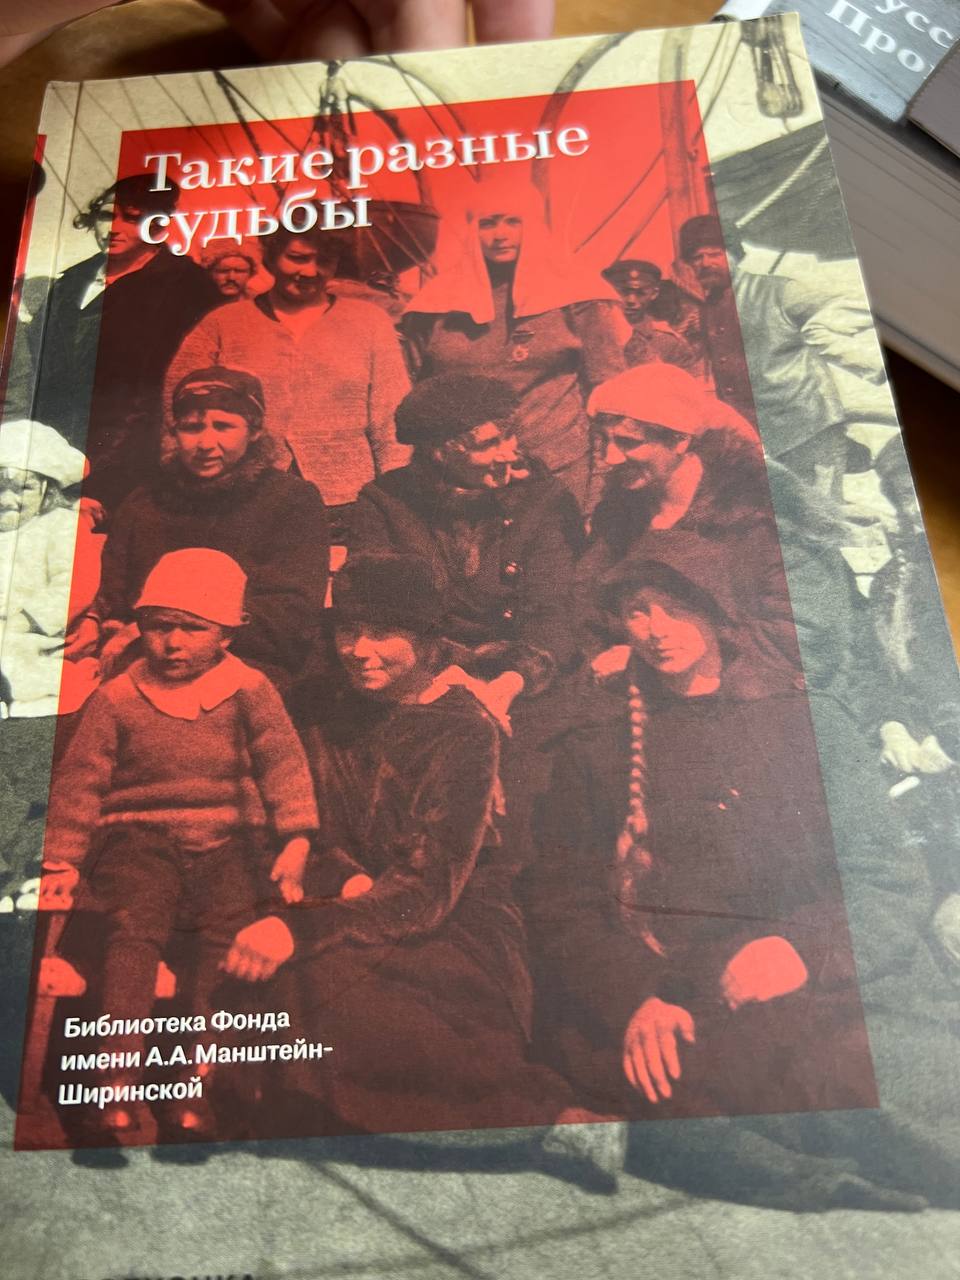 Такие разные
судьбы
Библиотека Фонда
имени А.А.Манштейн-
Ширинской